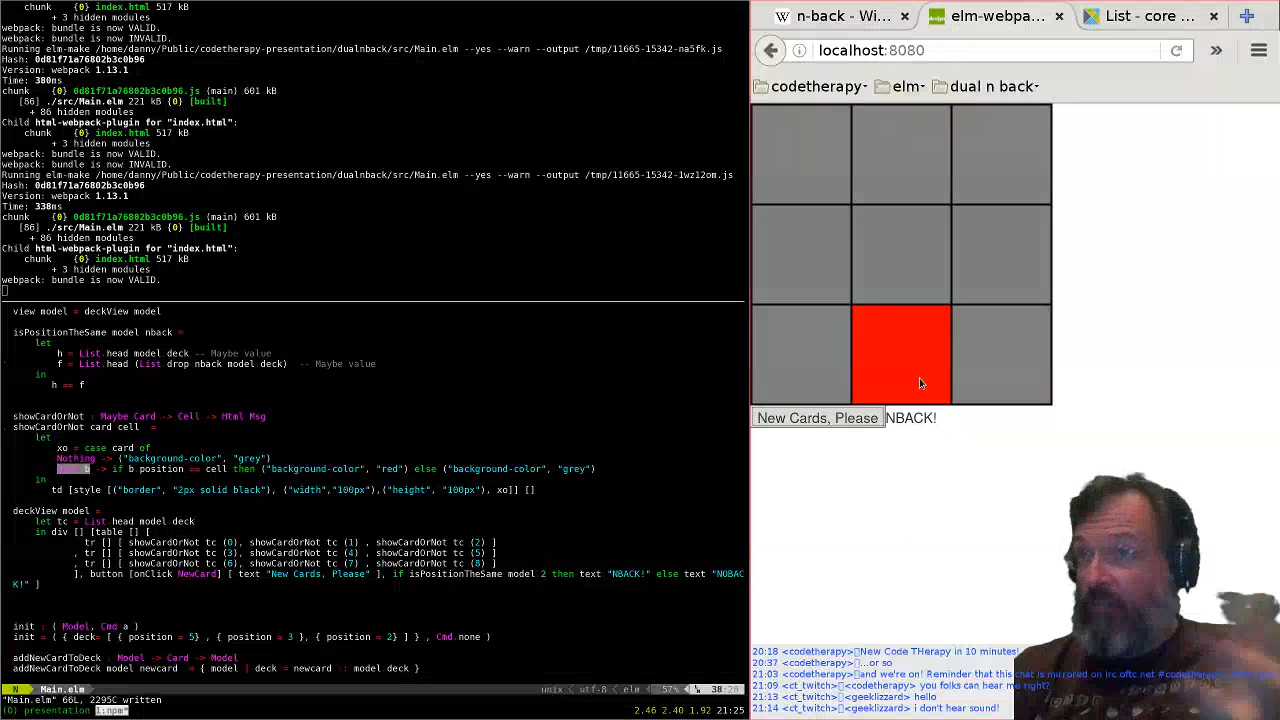 chunk    {0} index.html 517 kB
+ 3 hidden modules
webpack: bundle is now VALID.
webpack: bundle is now INVALID.
Running elm-make /home/danny/Public/codetherapy-presentation/dualnback/src/Main.elm --yes --warn --output /tmp/11665-15342-na5fk.js
Hash: 0d81f71a76802b3c0b96
Version: webpack 1.13.1
Time: 380ms
chunk    {0} 0d81f71a76802b3c0b96.js (main) 601 kB
[86] ./src/Main.elm 221 kB {0} [built]
+ 86 hidden modules
Child html-webpack-plugin for "index.html":
chunk    {0} index.html 517 kB
+ 3 hidden modules
webpack: bundle is now VALID.
webpack: bundle is now INVALID.
Running elm-make /home/danny/Public/codetherapy-presentation/dualnback/src/Main.elm --yes --warn --output /tmp/11665-15342-1wz12om.js
Hash: 0d81f71a76802b3c0b96
Version: webpack 1.13.1
Time: 338ms
chunk    {0} 0d81f71a76802b3c0b96.js (main) 601 kB
[86] ./src/Main.elm 221 kB {0} [built]
+ 86 hidden modules
Child html-webpack-plugin for "index.html":
chunk    {0} index.html 517 kB
+ 3 hidden modules
webpack: bundle is now VALID.
view model = deckView model
isPositionTheSame model nback =
let
h = List.head model.deck -- Maybe value
f = List.head (List.drop nback model.deck)  -- Maybe value
in
h == f
showCardOrNot : Maybe Card -> Cell -> Html Msg
showCardOrNot card cell  =
let
xo = case card of
Nothing -> ("background-color", "grey")
b -> if b.position == cell then ("background-color", "red") else ("background-color", "grey")
in
td [style [("border", "2px solid black"), ("width","100px"),("height", "100px"), xo]] []
deckView model =
let tc = List.head model.deck
in div [] [table [] [
tr [] [ showCardOrNot tc (0), showCardOrNot tc (1) , showCardOrNot tc (2) ]
, tr [] [ showCardOrNot tc (3), showCardOrNot tc (4) , showCardOrNot tc (5) ]
, tr [] [ showCardOrNot tc (6), showCardOrNot tc (7) , showCardOrNot tc (8) ]
], button [onClick NewCard] [ text "New Cards, Please" ], if isPositionTheSame model 2 then text "NBACK!" else text "NOBAC
K!" ]
init : ( Model, Cmd a )
init = ( { deck= [ { position = 5} , { position = 3 }, { position = 2} ] } , Cmd.none )
addNewCardToDeck : Model -> Card -> Model
addNewCardToDeck model newcard  = { model | deck = newcard :: model.deck }
N Main.elm unix < utf-8 < elm 57% 38:20
"Main.elm" 66L, 2295C written
(0) presentation 1:npm* 2.46 2.40 1.92 21:25
n-back - Wi... elm-webpa... List - core ...
localhost:8080
codetherapy elm dual n back
New Cards, Please NBACK!
20:18 <codetherapy> New Code THerapy in 10 minutes!
20:37 <codetherapy> ...or so
21:03 <codetherapy> and we're on! Reminder that this chat is mirrored on irc.oftc.net
21:09 <ct_twitch> <codetherapy> you folks can hear me right?
21:13 <ct_twitch> <geeklizzard> hello
21:14 <ct_twitch> <geeklizzard> i don't hear sound!